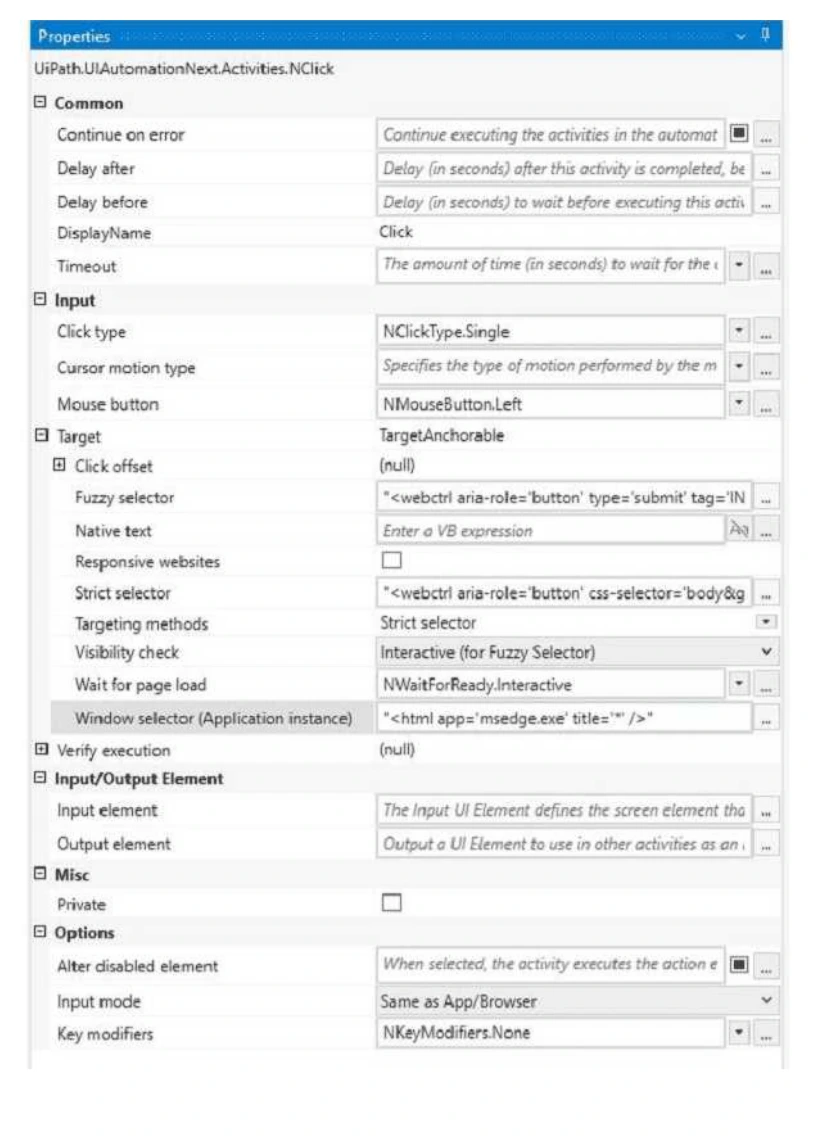 Properties
UiPath.UIAutomationNext.Activities.NClick
Common
Continue on error Continue executing the activities in the automat ...
Delay after Delay (in seconds) after this activity is completed, be ...
Delay before Delay (in seconds) to wait before executing this activ ...
DisplayName Click
Timeout The amount of time (in seconds) to wait for the ...
Input
Click type NClickType.Single ...
Cursor motion type Specifies the type of motion performed by the m ...
Mouse button NMouseButton.Left ...
Target TargetAnchorable
Click offset (null)
Fuzzy selector "<webctrl aria-role='button' type='submit' tag='IN ...
Native text Enter a VB expression ...
Responsive websites
Strict selector "<webctrl aria-role='button' css-selector='body&g ...
Targeting methods Strict selector
Visibility check Interactive (for Fuzzy Selector)
Wait for page load NWaitForReady.Interactive ...
Window selector (Application instance) "<html app='msedge.exe' title='*' />" ...
Verify execution (null)
Input/Output Element
Input element The Input UI Element defines the screen element tha ...
Output element Output a UI Element to use in other activities as an ...
Misc
Private
Options
Alter disabled element When selected, the activity executes the action e ...
Input mode Same as App/Browser
Key modifiers NKeyModifiers.None ...